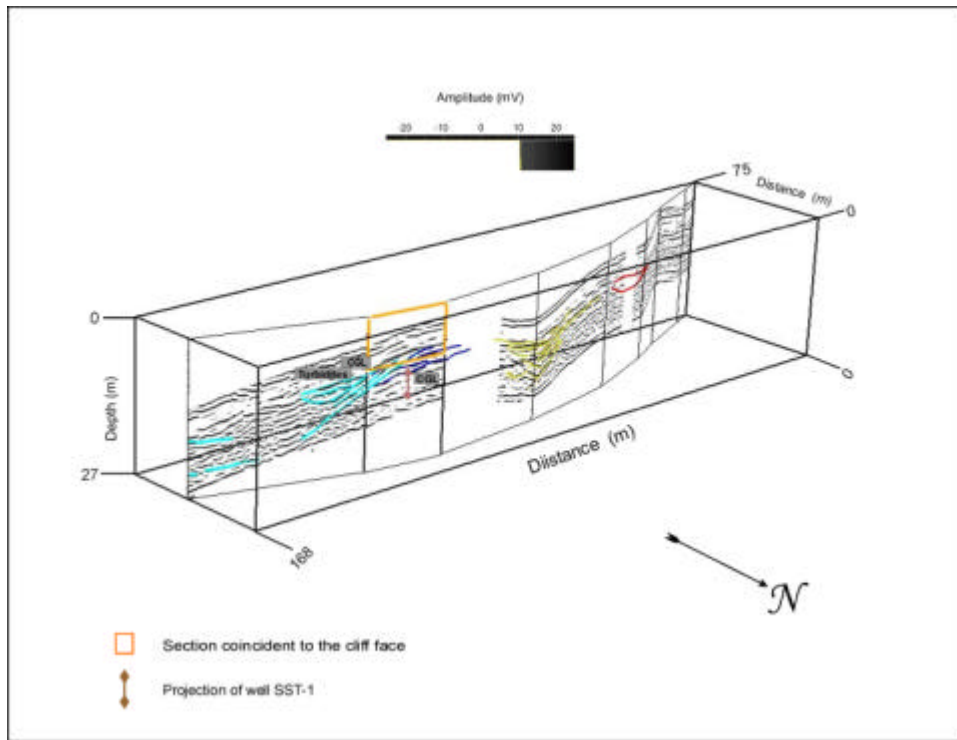 Amplitude (mV)
-20 -10 0 10 20
75
Distance (m)
0
0
CGL
Turbidites
CGL
Depth (m)
27
Diistance (m)
0
168
N
Section coincident to the cliff face
Projection of well SST-1